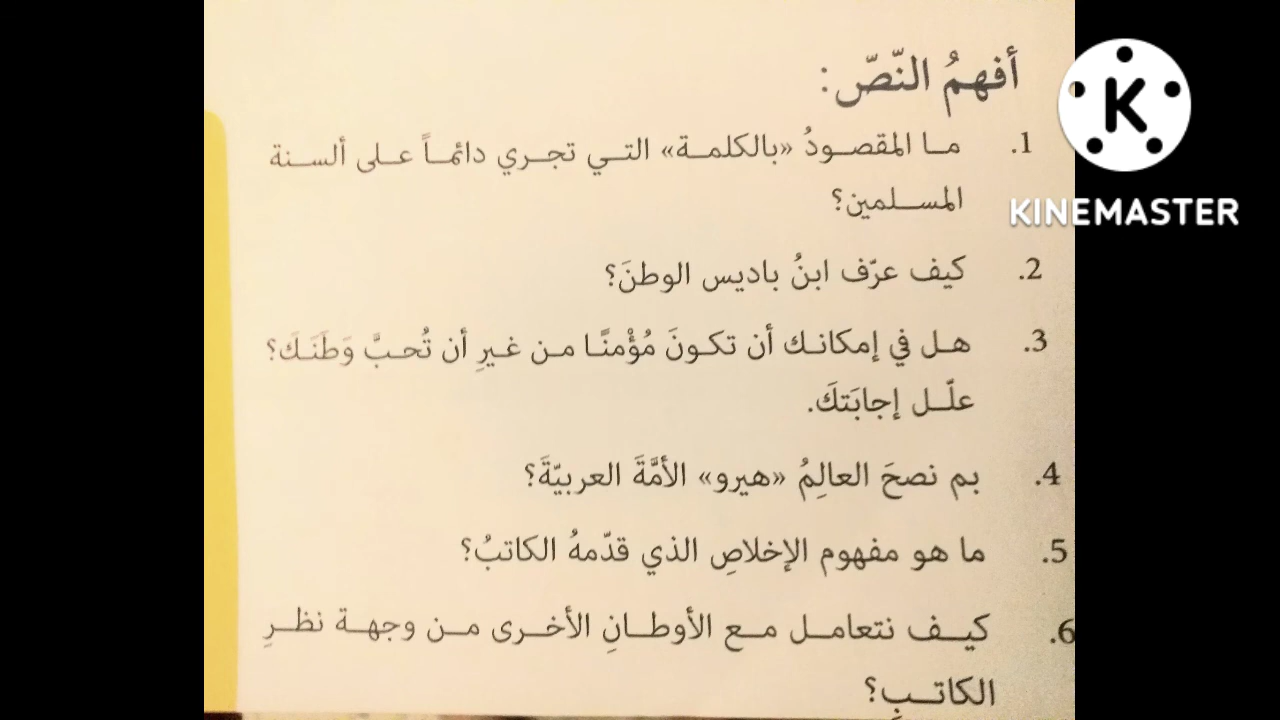 أفهمُ النّصّ:
1. ما المقصودُ «بالكلمة» التي تجري دائماً على ألسنة
المسلمين؟
2. كيف عرّف ابنُ باديس الوطنَ؟
3. هل في إمكانك أن تكونَ مُؤْمنًا من غيرِ أن تُحبَّ وَطَنَكَ؟
علّل إجابَتكَ.
4. بم نصحَ العالِمُ «هيرو» الأمَّةَ العربيّةَ؟
5. ما هو مفهوم الإخلاصِ الذي قدّمهُ الكاتبُ؟
6. كيف نتعامل مع الأوطانِ الأخرى من وجهة نظرِ
الكاتبِ؟
K
KINEMASTER